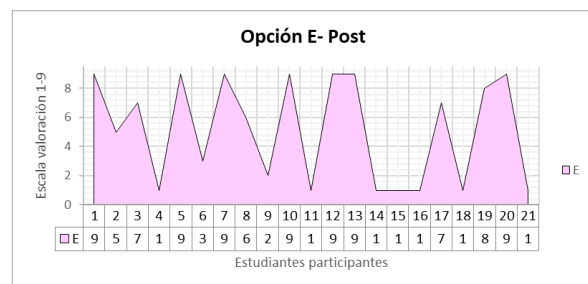 Opción E- Post
Escala valoración 1-9
8
6
4
2
0
E
1 2 3 4 5 6 7 8 9 10 11 12 13 14 15 16 17 18 19 20 21
E 9 5 7 1 9 3 9 6 2 9 1 9 9 1 1 1 7 1 8 9 1
Estudiantes participantes